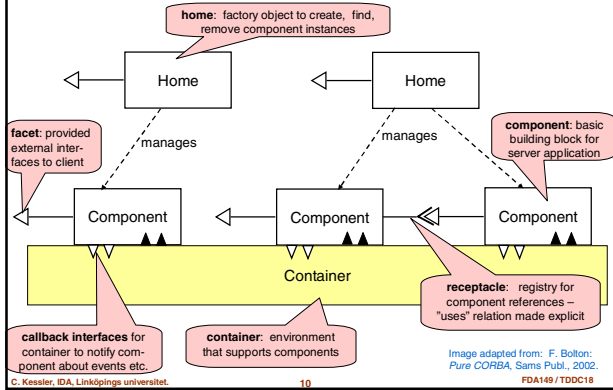 home: factory object to create, find,
remove component instances
Home
Home
facet: provided
external inter-
faces to client
manages
manages
component: basic
building block for
server application
Component
Component
Component
Container
callback interfaces for
container to notify com-
ponent about events etc.
container: environment
that supports components
receptacle: registry for
component references –
"uses" relation made explicit
Image adapted from: F. Bolton:
Pure CORBA, Sams Publ., 2002.
C. Kessler, IDA, Linköpings universitet.
10
FDA149 / TDDC18